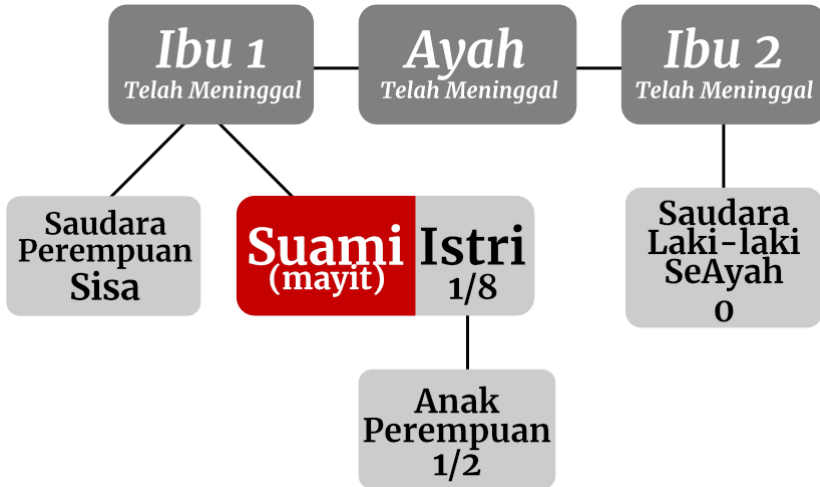 Ibu 1
Telah Meninggal
Ayah
Telah Meninggal
Ibu 2
Telah Meninggal
Saudara
Perempuan
Sisa
Suami
(mayit)
Istri
1/8
Saudara
Laki-laki
SeAyah
0
Anak
Perempuan
1/2